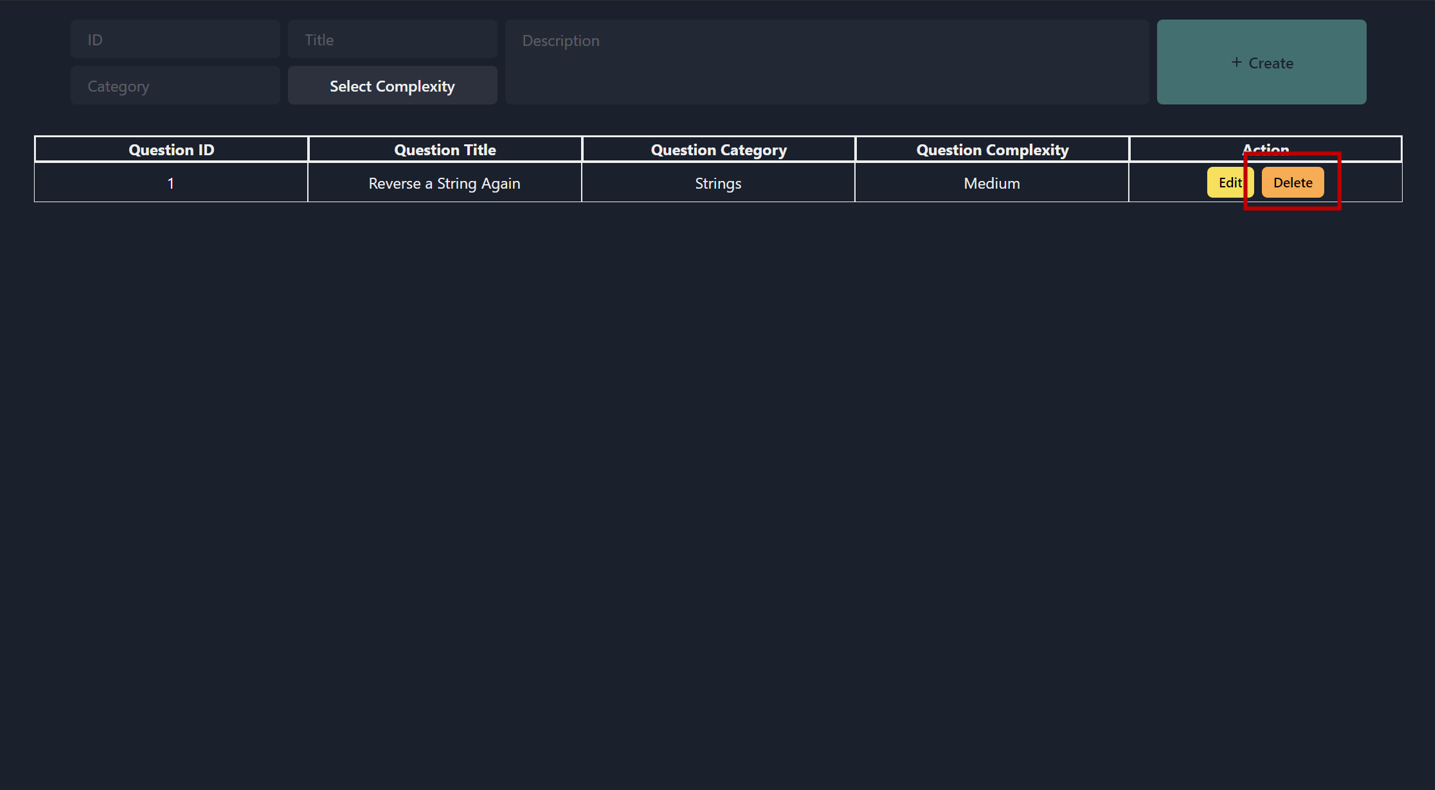 ID
Title
Description
Category
Select Complexity
+ Create
Question ID
Question Title
Question Category
Question Complexity
Action
1
Reverse a String Again
Strings
Medium
Edit
Delete